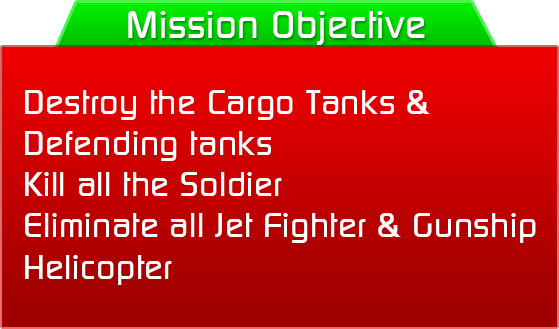 Mission Objective
Destroy the Cargo Tanks &
Defending tanks
Kill all the Soldier
Eliminate all Jet Fighter & Gunship
Helicopter